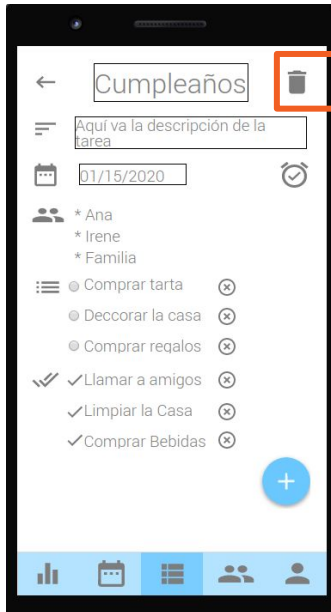 Cumpleaños
Aquí va la descripción de la
tarea
01/15/2020
* Ana
* Irene
* Familia
Comprar tarta
Deccorar la casa
Comprar regalos
Llamar a amigos
Limpiar la Casa
Comprar Bebidas